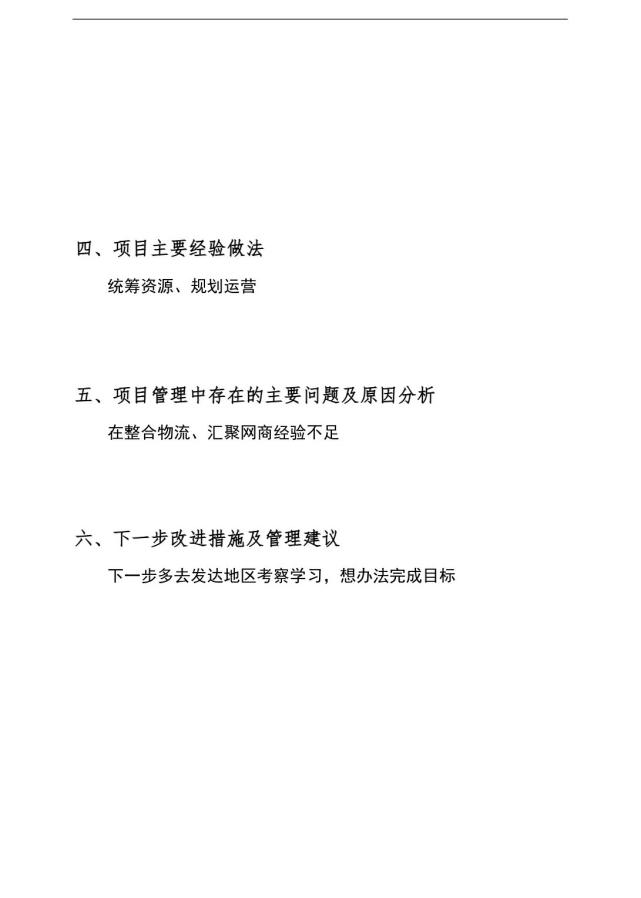 四、项目主要经验做法
统筹资源、规划运营
五、项目管理中存在的主要问题及原因分析
在整合物流、汇聚网商经验不足
六、下一步改进措施及管理建议
下一步多去发达地区考察学习，想办法完成目标